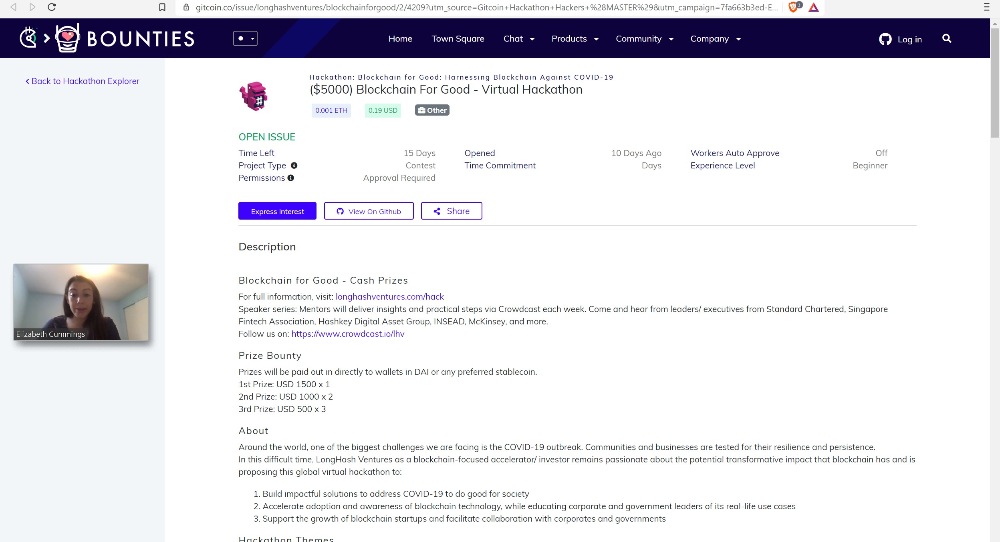 gitcoin.co/issue/longhashventures/blockchainforgood/2/4209?utm_source=Gitcoin+Hackathon+Hackers+%28MASTER%29&utm_campaign=7fa663b3ed-E...
3
BOUNTIES
Home
Town Square
Chat
Products
Community
Company
Log in
Back to Hackathon Explorer
Hackathon: Blockchain for Good: Harnessing Blockchain Against COVID-19
($5000) Blockchain For Good - Virtual Hackathon
0.001 ETH
0.19 USD
Other
OPEN ISSUE
Time Left 15 Days
Opened 10 Days Ago
Workers Auto Approve Off
Project Type Contest
Time Commitment Days
Experience Level Beginner
Permissions Approval Required
Express Interest
View On Github
Share
Description
Blockchain for Good - Cash Prizes
For full information, visit: longhashventures.com/hack
Speaker series: Mentors will deliver insights and practical steps via Crowdcast each week. Come and hear from leaders/ executives from Standard Chartered, Singapore
Fintech Association, Hashkey Digital Asset Group, INSEAD, McKinsey, and more.
Follow us on: https://www.crowdcast.io/lhv
Elizabeth Cummings
Prize Bounty
Prizes will be paid out in directly to wallets in DAI or any preferred stablecoin.
1st Prize: USD 1500 x 1
2nd Prize: USD 1000 x 2
3rd Prize: USD 500 x 3
About
Around the world, one of the biggest challenges we are facing is the COVID-19 outbreak. Communities and businesses are tested for their resilience and persistence.
In this difficult time, LongHash Ventures as a blockchain-focused accelerator/ investor remains passionate about the potential transformative impact that blockchain has and is
proposing this global virtual hackathon to:
1. Build impactful solutions to address COVID-19 to do good for society
2. Accelerate adoption and awareness of blockchain technology, while educating corporate and government leaders of its real-life use cases
3. Support the growth of blockchain startups and facilitate collaboration with corporates and governments
Hackathon Themes